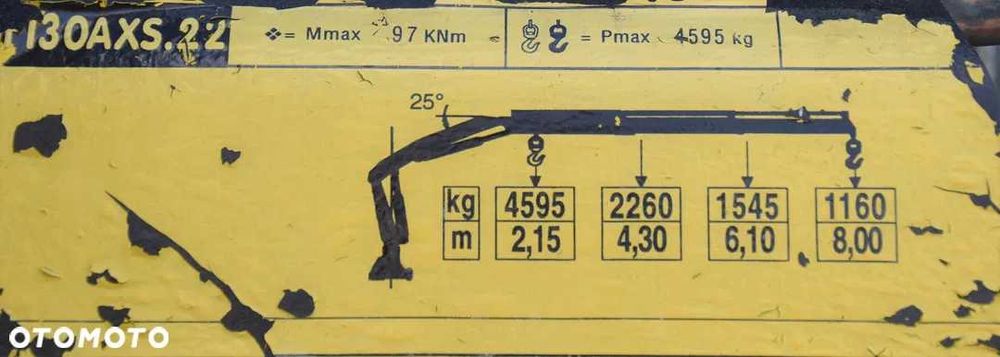 130AXS.22
= Mmax 97 KNm = Pmax 4595 kg
25°
kg 4595 2260 1545 1160
m 2,15 4,30 6,10 8,00
OTOMOTO